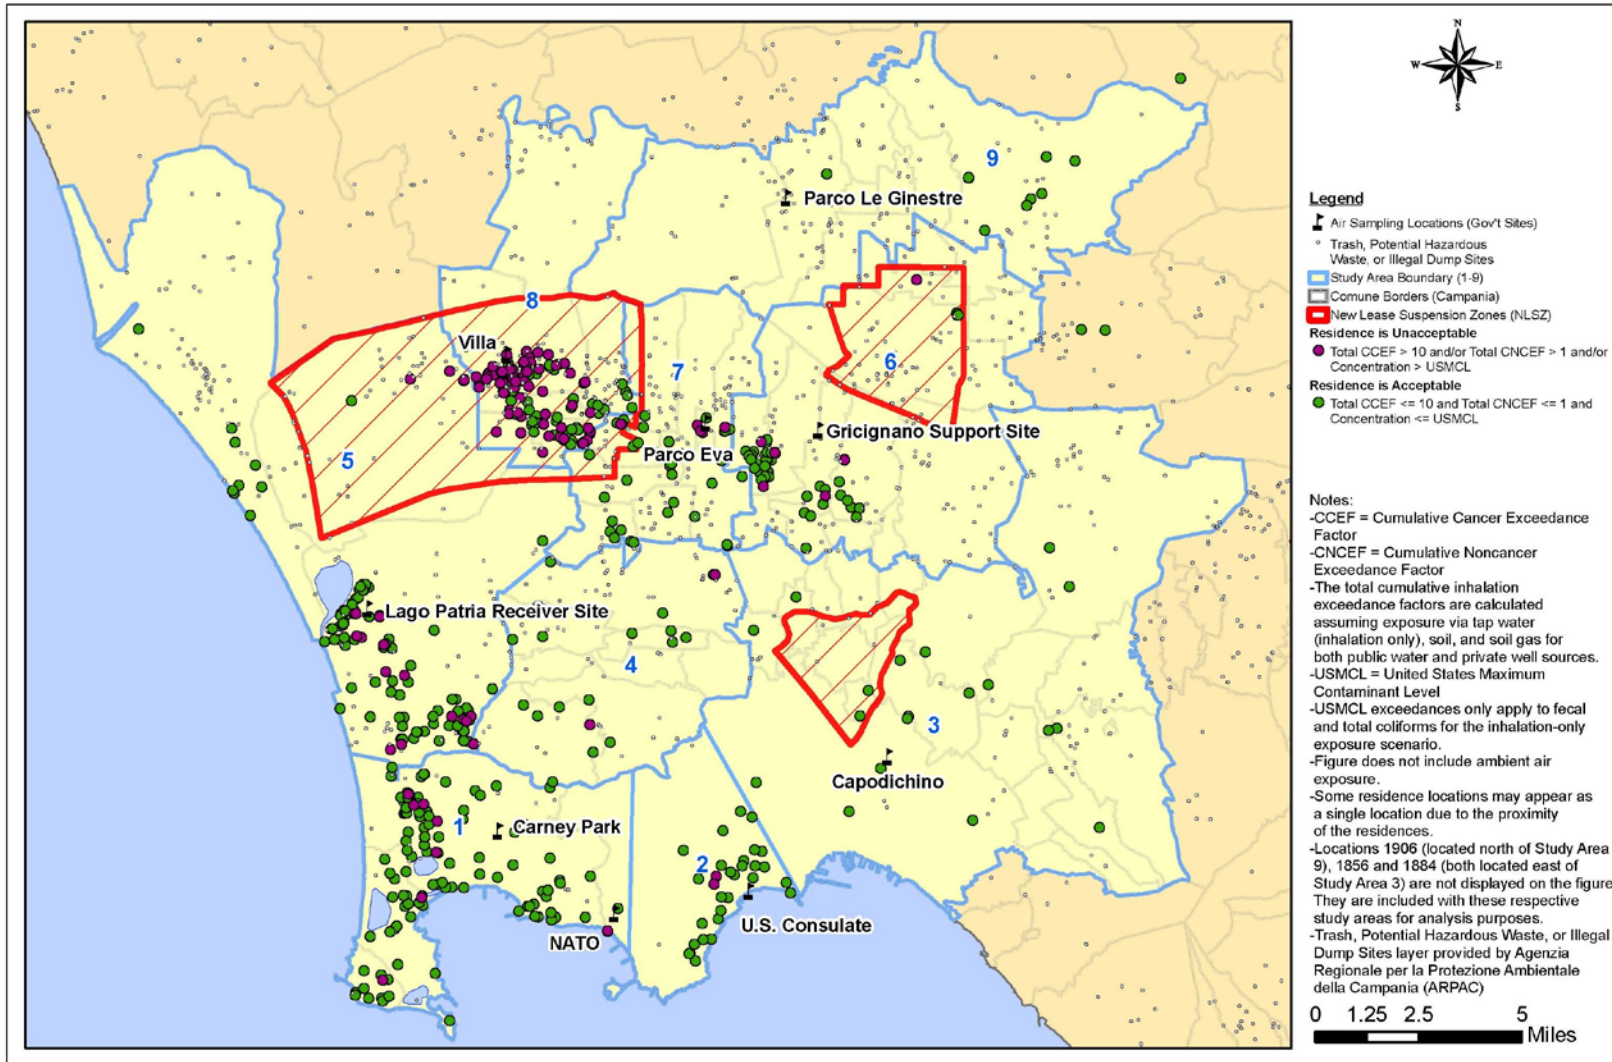 9
Parco Le Ginestre
8
Villa
7
6
5
Gricignano Support Site
Parco Eva
Lago Patria Receiver Site
4
3
Capodichino
1
Carney Park
2
U.S. Consulate
NATO
N
W
E
S
Legend
Air Sampling Locations (Gov't Sites)
Trash, Potential Hazardous
Waste, or Illegal Dump Sites
Study Area Boundary (1-9)
Comune Borders (Campania)
New Lease Suspension Zones (NLSZ)
Residence is Unacceptable
Total CCEF > 10 and/or Total CNCEF > 1 and/or
Concentration > USMCL
Residence is Acceptable
Total CCEF <= 10 and Total CNCEF <= 1 and
Concentration <= USMCL
Notes:
-CCEF = Cumulative Cancer Exceedance
Factor
-CNCEF = Cumulative Noncancer
Exceedance Factor
-The total cumulative inhalation
exceedance factors are calculated
assuming exposure via tap water
(inhalation only), soil, and soil gas for
both public water and private well sources.
-USMCL = United States Maximum
Contaminant Level
-USMCL exceedances only apply to fecal
and total coliforms for the inhalation-only
exposure scenario.
-Figure does not include ambient air
exposure.
-Some residence locations may appear as
a single location due to the proximity
of the residences.
-Locations 1906 (located north of Study Area
9), 1856 and 1884 (both located east of
Study Area 3) are not displayed on the figure
They are included with these respective
study areas for analysis purposes.
-Trash, Potential Hazardous Waste, or Illegal
Dump Sites layer provided by Agenzia
Regionale per la Protezione Ambientale
della Campania (ARPAC)
0 1.25 2.5 5
Miles